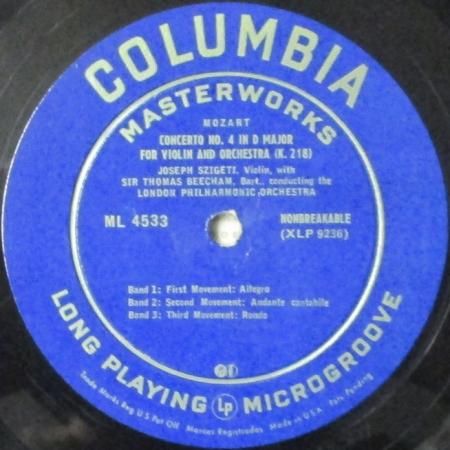 COLUMBIA
MASTERWORKS
MOZART
CONCERTO NO. 4 IN D MAJOR
FOR VIOLIN AND ORCHESTRA (K. 218)
JOSEPH SZIGETI, Violin, with
SIR THOMAS BEECHAM, Bart., conducting the
LONDON PHILHARMONIC ORCHESTRA
ML 4533
NONBREAKABLE
(XLP 9236)
Band 1: First Movement: Allegro
Band 2: Second Movement: Andante cantabile
Band 3: Third Movement: Rondo
LONG PLAYING Lp MICROGROOVE
Trade Marks Reg U S Pat Off Marcas Registradas Made in U.S.A. Pats. Pending